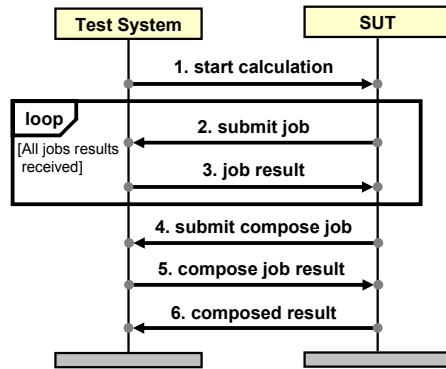 Test System
SUT
1. start calculation
loop
2. submit job
[All jobs results
received]
3. job result
4. submit compose job
5. compose job result
6. composed result